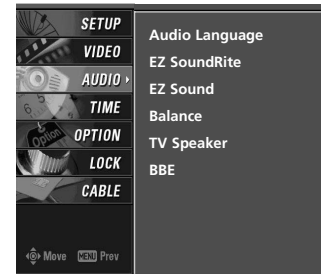 SETUP
VIDEO
AUDIO
TIME
OPTION
LOCK
CABLE
Move MENU Prev
Audio Language
EZ SoundRite
EZ Sound
Balance
TV Speaker
BBE
Option